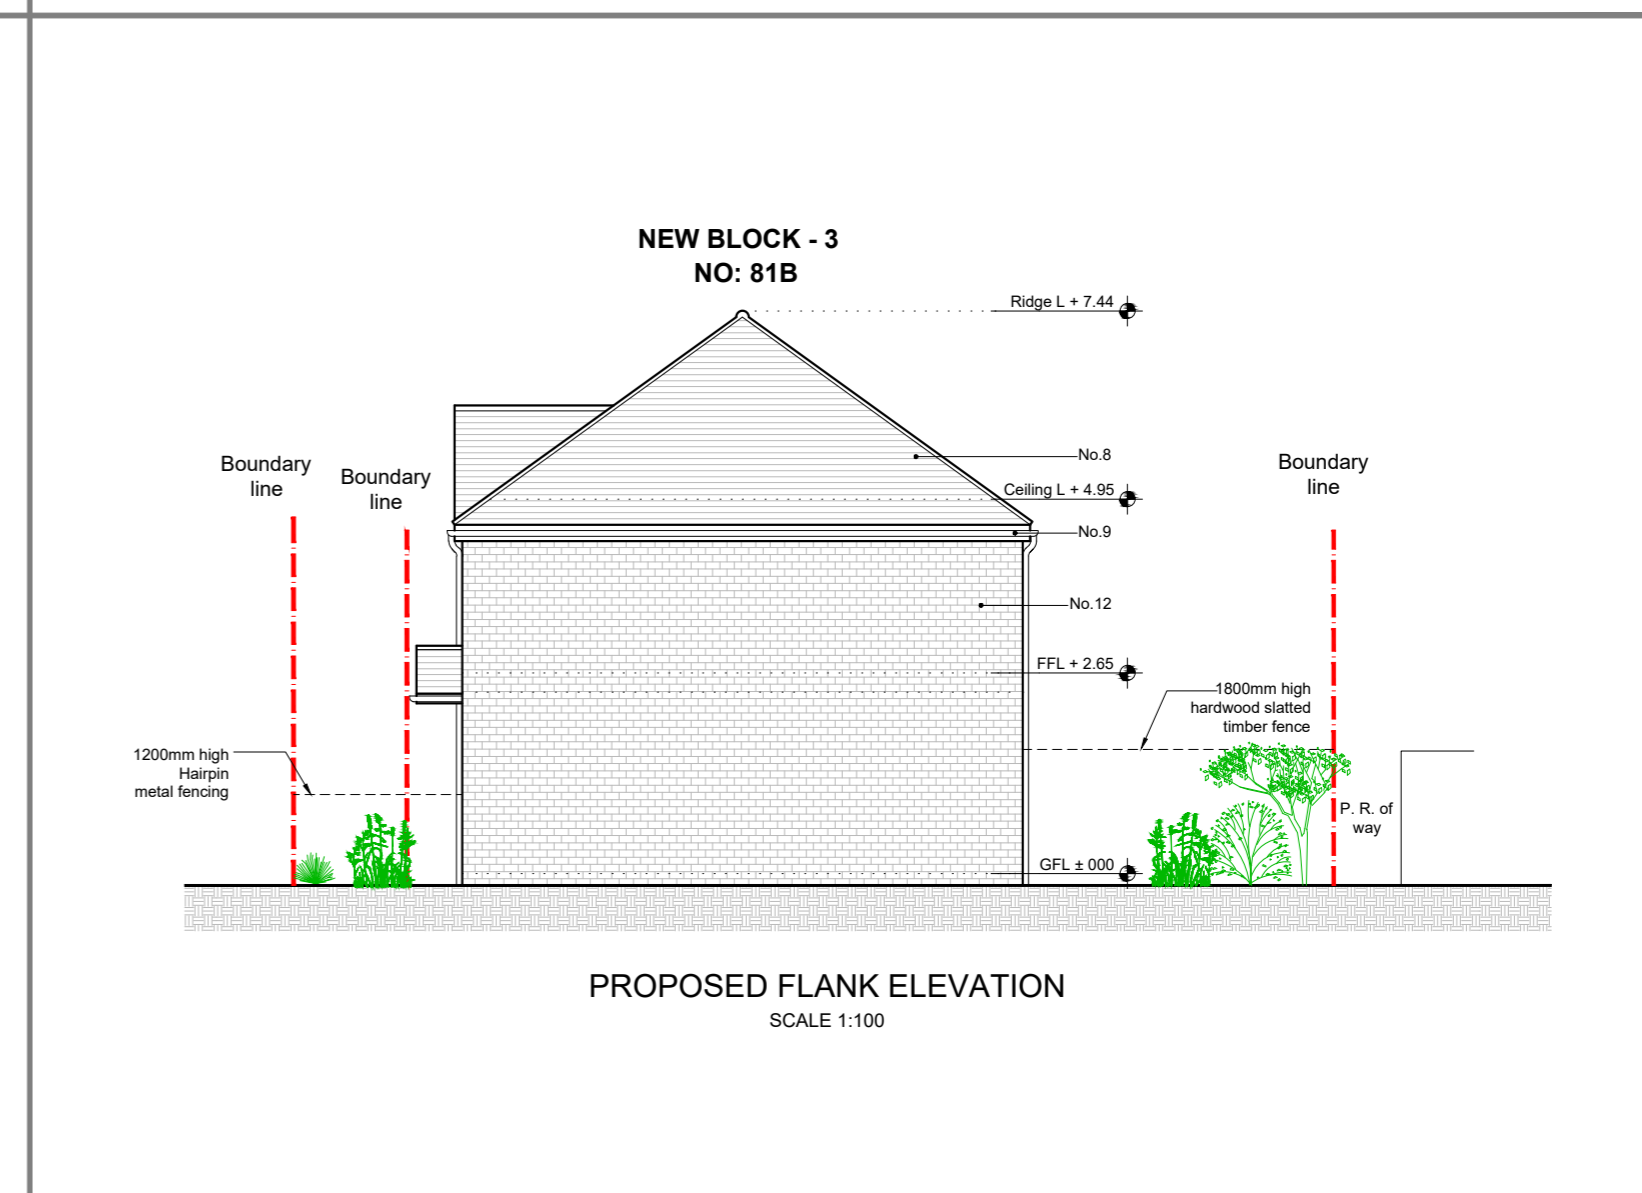 NEW BLOCK - 3
NO: 81B
Ridge L + 7.44
No.8
Ceiling L + 4.95
No.9
No.12
FFL + 2.65
GFL ± 000
Boundary
line
Boundary
line
Boundary
line
1200mm high
Hairpin
metal fencing
1800mm high
hardwood slatted
timber fence
P. R. of
way
PROPOSED FLANK ELEVATION
SCALE 1:100